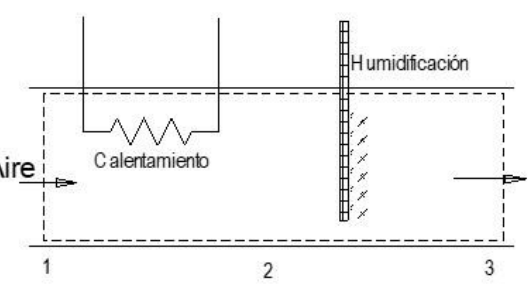 Humidificación
Calentamiento
Aire
1
2
3